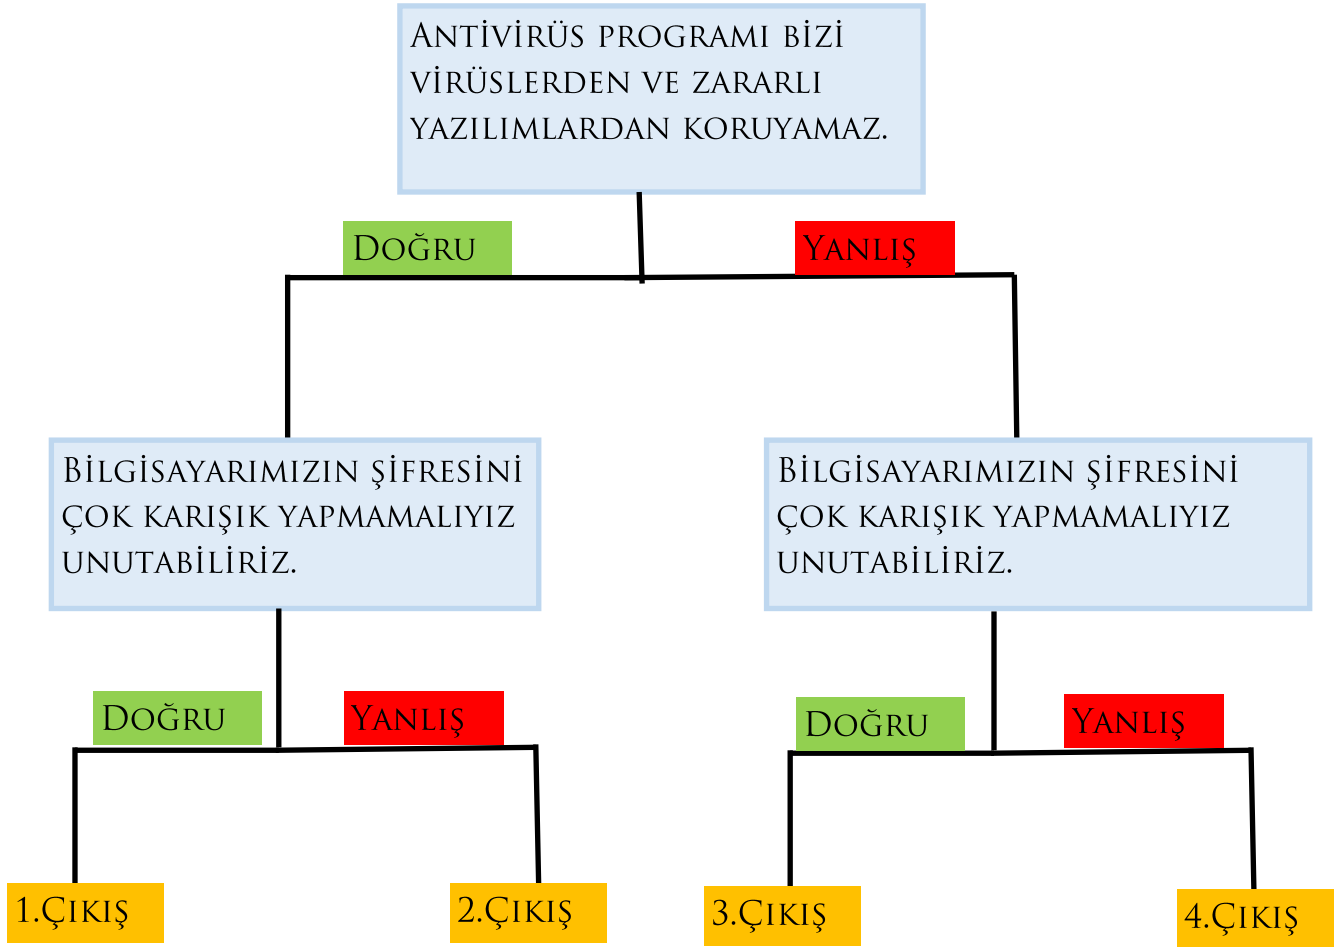 Antivirüs programı bizi
virüslerden ve zararlı
yazılımlardan koruyamaz.
Doğru
Yanlış
Bilgisayarımızın şifresini
çok karışık yapmamalıyız
unutabiliriz.
Bilgisayarımızın şifresini
çok karışık yapmamalıyız
unutabiliriz.
Doğru
Yanlış
Doğru
Yanlış
1.Çıkış
2.Çıkış
3.Çıkış
4.Çıkış